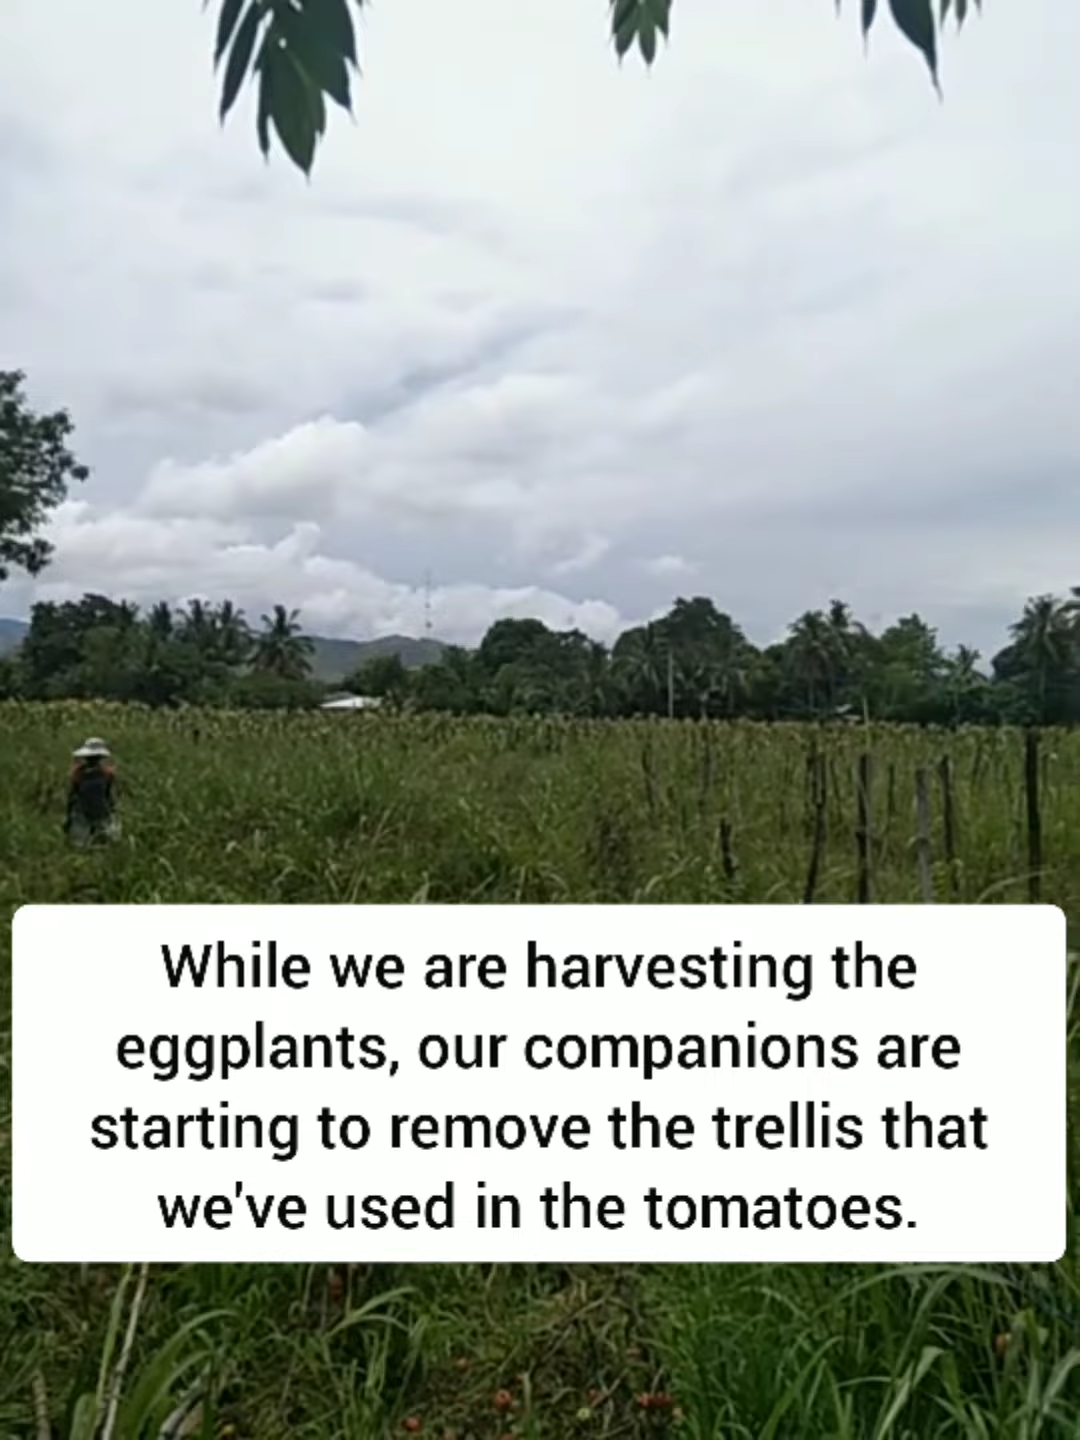 While we are harvesting the
eggplants, our companions are
starting to remove the trellis that
we've used in the tomatoes.